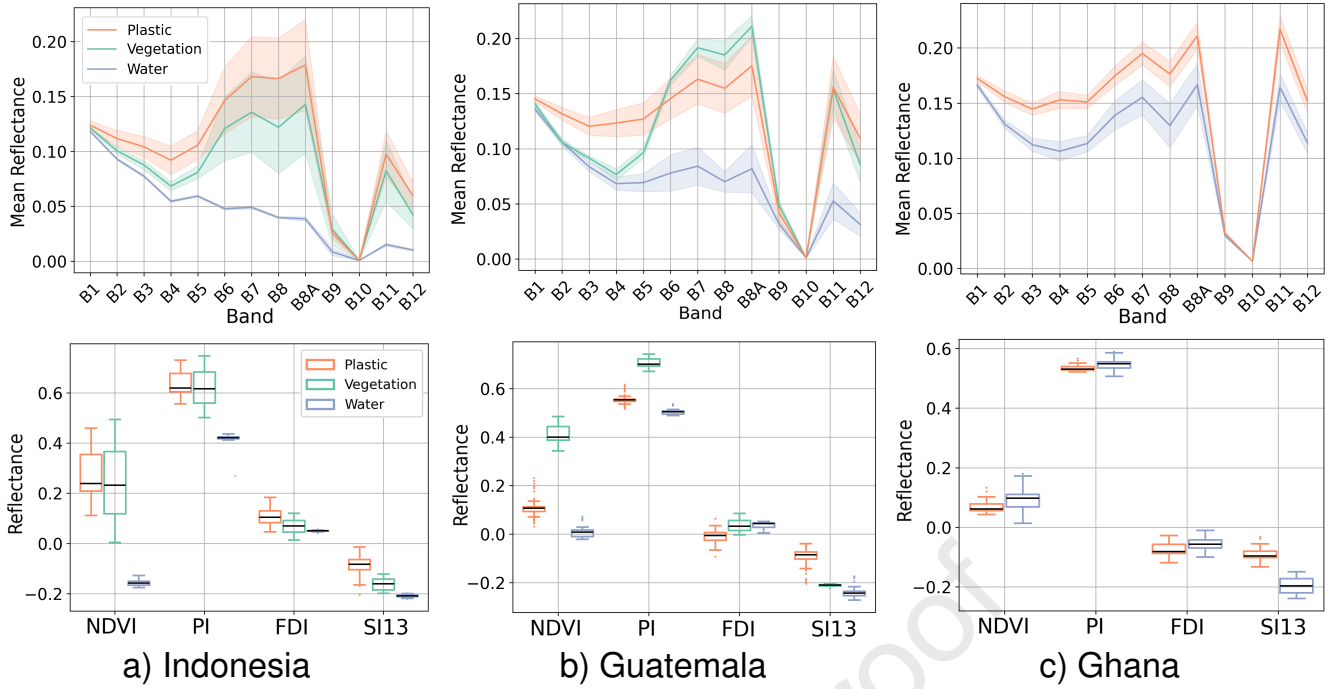 Mean Reflectance
0.20
0.15
0.10
0.05
0.00
Plastic
Vegetation
Water
B1 B2 B3 B4 B5 B6 B7 B8 B8A B9 B10 B11 B12
Band
Mean Reflectance
0.20
0.15
0.10
0.05
0.00
B1 B2 B3 B4 B5 B6 B7 B8 B8A B9 B10 B11 B12
Band
Mean Reflectance
0.20
0.15
0.10
0.05
0.00
B1 B2 B3 B4 B5 B6 B7 B8 B8A B9 B10 B11 B12
Band
Reflectance
0.6
0.4
0.2
0.0
−0.2
Plastic
Vegetation
Water
NDVI PI FDI SI13
Reflectance
0.6
0.4
0.2
0.0
−0.2
NDVI PI FDI SI13
Reflectance
0.6
0.4
0.2
0.0
−0.2
NDVI PI FDI SI13
a) Indonesia
b) Guatemala
c) Ghana
roof